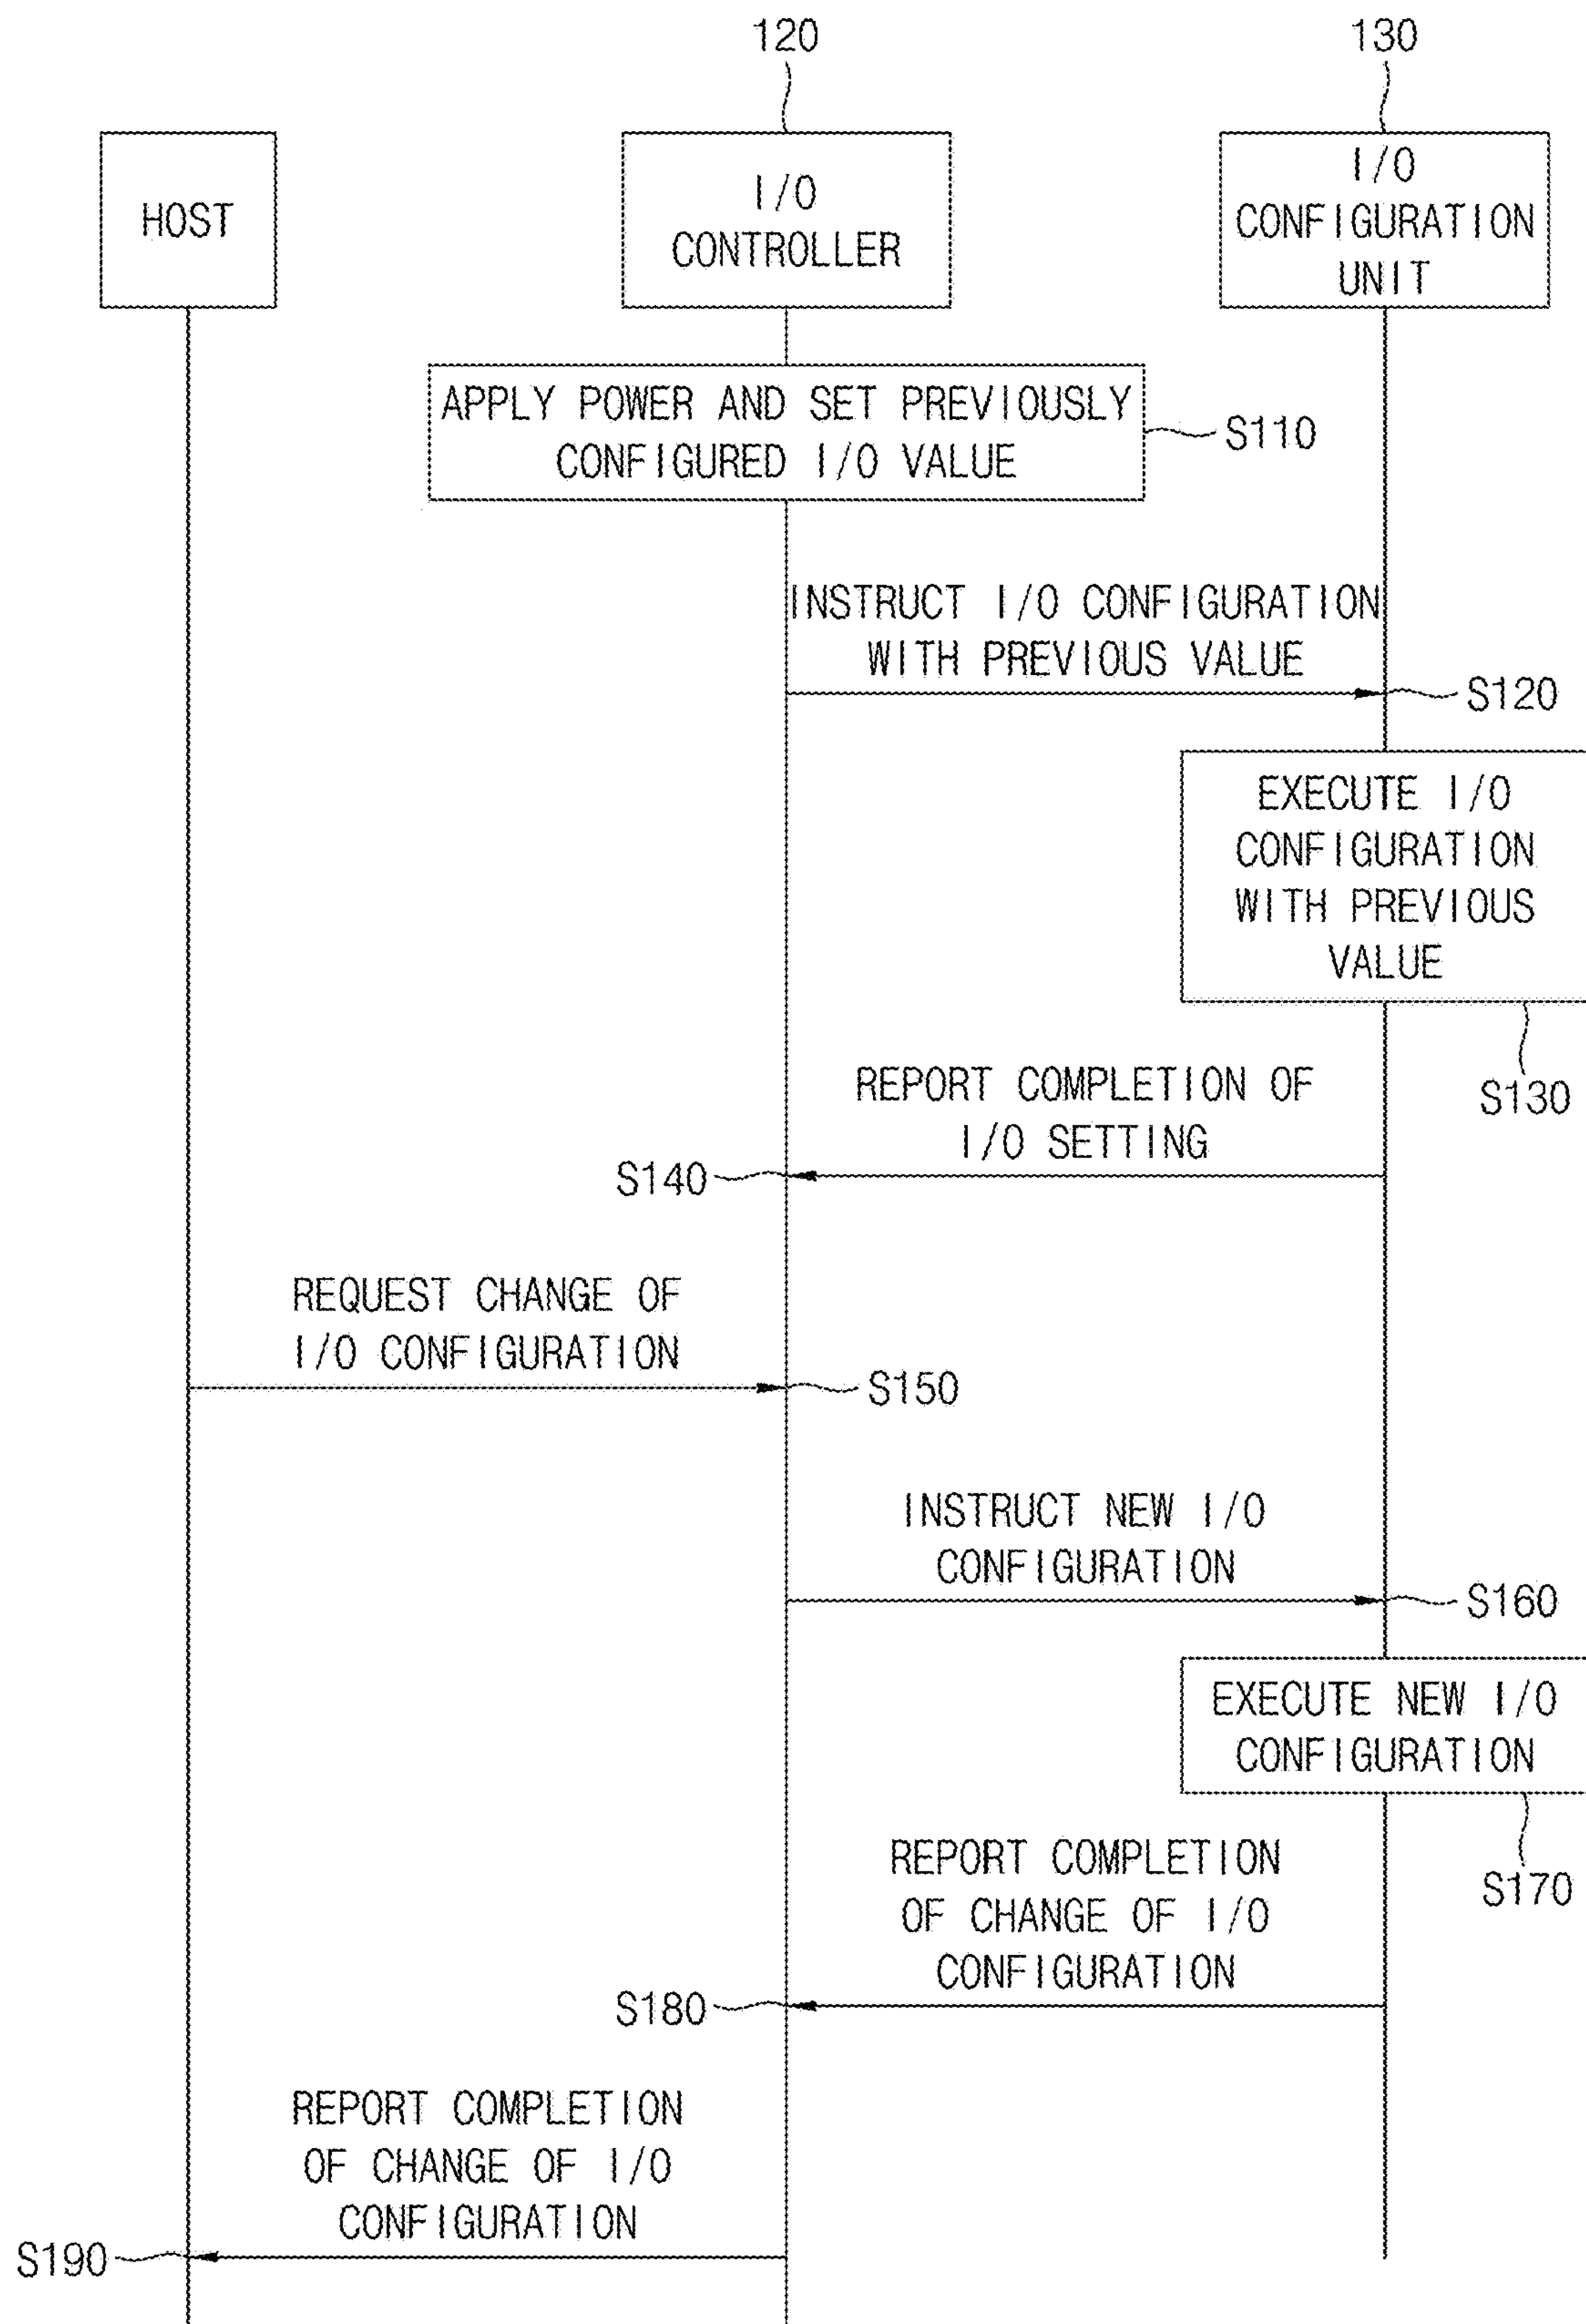 120
130
HOST
I/O
CONTROLLER
I/O
CONFIGURATION
UNIT
APPLY POWER AND SET PREVIOUSLY
CONFIGURED I/O VALUE
S110
INSTRUCT I/O CONFIGURATION
WITH PREVIOUS VALUE
S120
EXECUTE I/O
CONFIGURATION
WITH PREVIOUS
VALUE
S130
REPORT COMPLETION OF
I/O SETTING
S140
REQUEST CHANGE OF
I/O CONFIGURATION
S150
INSTRUCT NEW I/O
CONFIGURATION
S160
EXECUTE NEW I/O
CONFIGURATION
S170
REPORT COMPLETION
OF CHANGE OF I/O
CONFIGURATION
S180
REPORT COMPLETION
OF CHANGE OF I/O
CONFIGURATION
S190